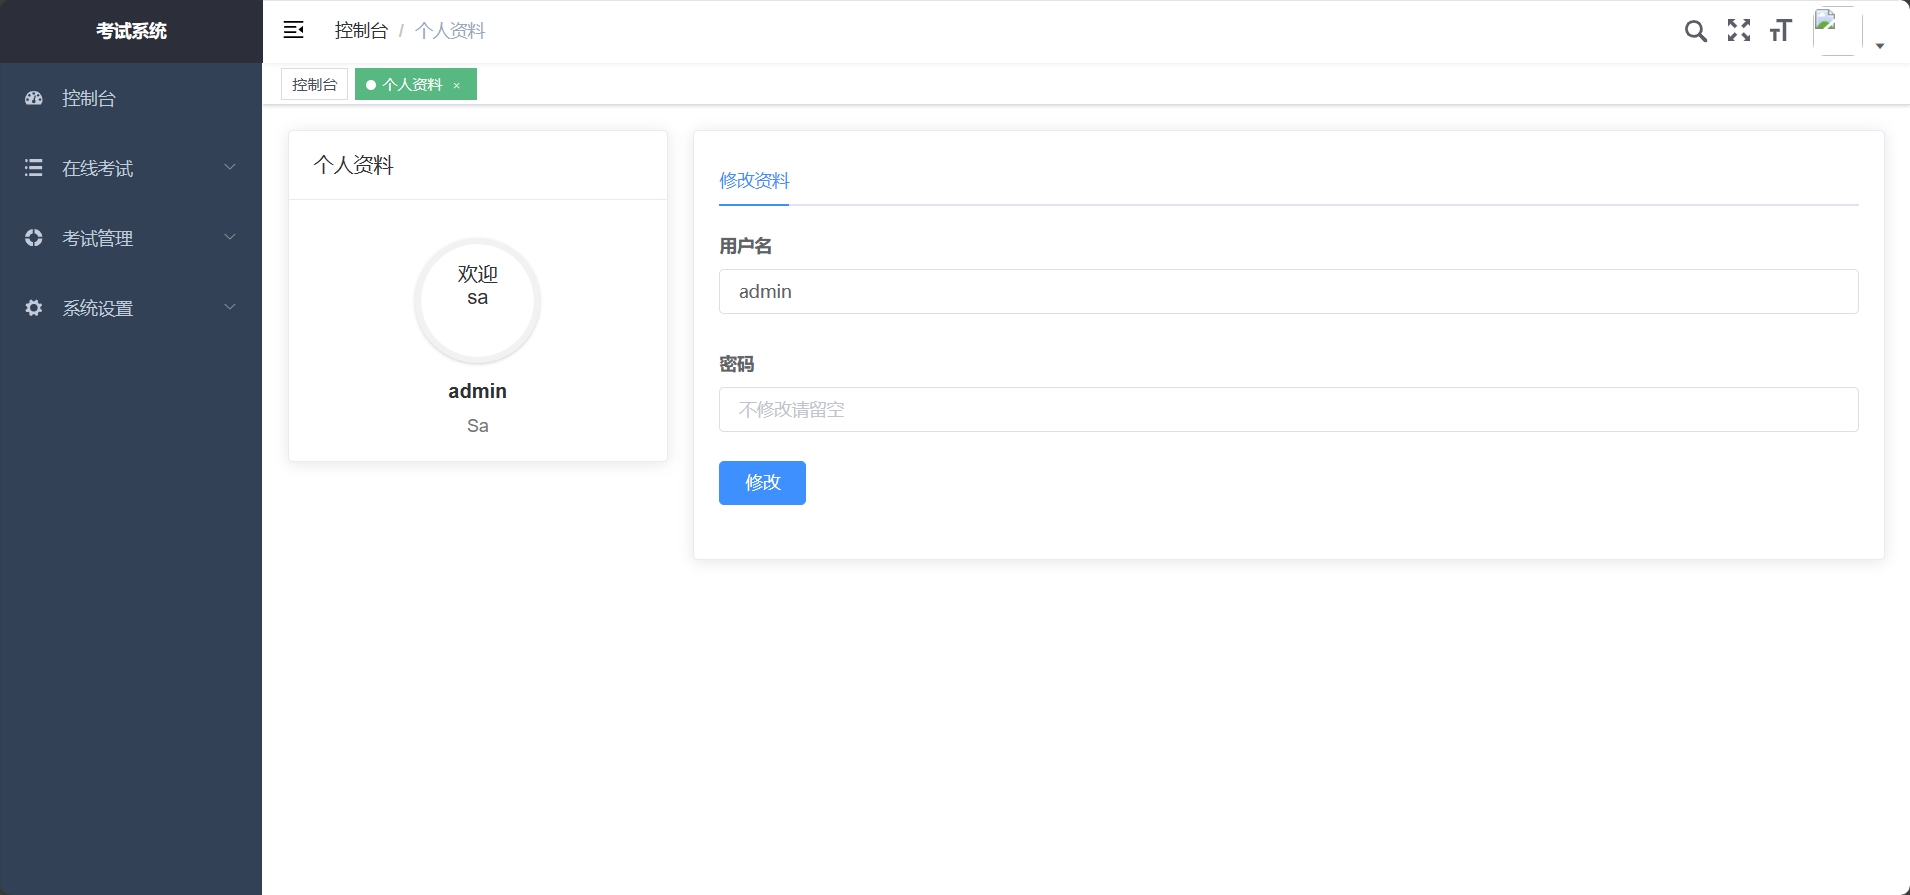 考试系统
控制台 / 个人资料
控制台
个人资料 ×
控制台
在线考试
考试管理
系统设置
个人资料
欢迎
sa
admin
Sa
修改资料
用户名
admin
密码
不修改请留空
修改